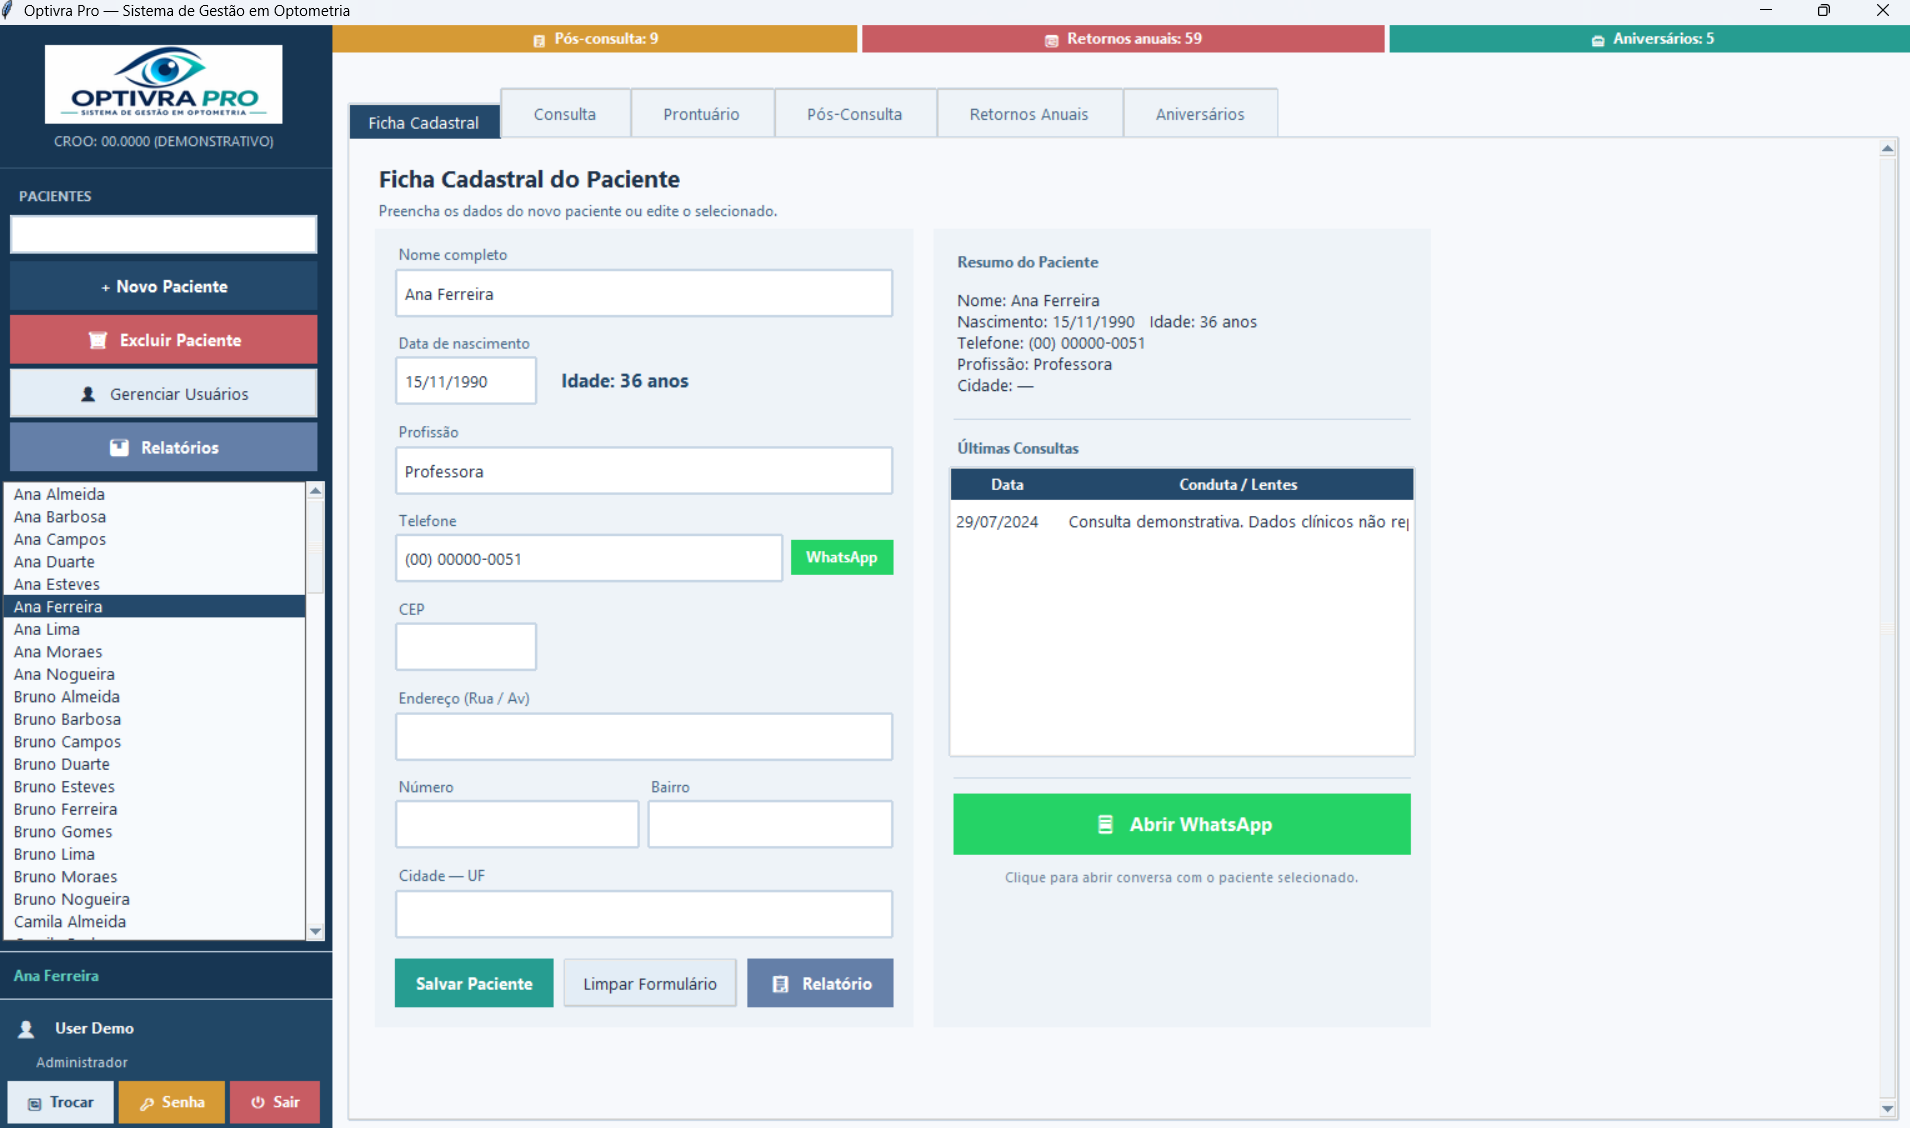 Optivra Pro — Sistema de Gestão em Optometria
OPTIVRA PRO
SISTEMA DE GESTÃO EM OPTOMETRIA
CROO: 00.0000 (DEMONSTRATIVO)
PACIENTES
+ Novo Paciente
Excluir Paciente
Gerenciar Usuários
Relatórios
Ana Almeida
Ana Barbosa
Ana Campos
Ana Duarte
Ana Esteves
Ana Ferreira
Ana Lima
Ana Moraes
Ana Nogueira
Bruno Almeida
Bruno Barbosa
Bruno Campos
Bruno Duarte
Bruno Esteves
Bruno Ferreira
Bruno Gomes
Bruno Lima
Bruno Moraes
Bruno Nogueira
Camila Almeida
Ana Ferreira
User Demo
Administrador
Trocar
Senha
Sair
Pós-consulta: 9
Retornos anuais: 59
Aniversários: 5
Ficha Cadastral
Consulta
Prontuário
Pós-Consulta
Retornos Anuais
Aniversários
Ficha Cadastral do Paciente
Preencha os dados do novo paciente ou edite o selecionado.
Nome completo
Ana Ferreira
Data de nascimento
15/11/1990
Idade: 36 anos
Profissão
Professora
Telefone
(00) 00000-0051
WhatsApp
CEP
Endereço (Rua / Av)
Número
Bairro
Cidade — UF
Salvar Paciente
Limpar Formulário
Relatório
Resumo do Paciente
Nome: Ana Ferreira
Nascimento: 15/11/1990 Idade: 36 anos
Telefone: (00) 00000-0051
Profissão: Professora
Cidade: —
Últimas Consultas
Data
Conduta / Lentes
29/07/2024 Consulta demonstrativa. Dados clínicos não
Abrir WhatsApp
Clique para abrir conversa com o paciente selecionado.